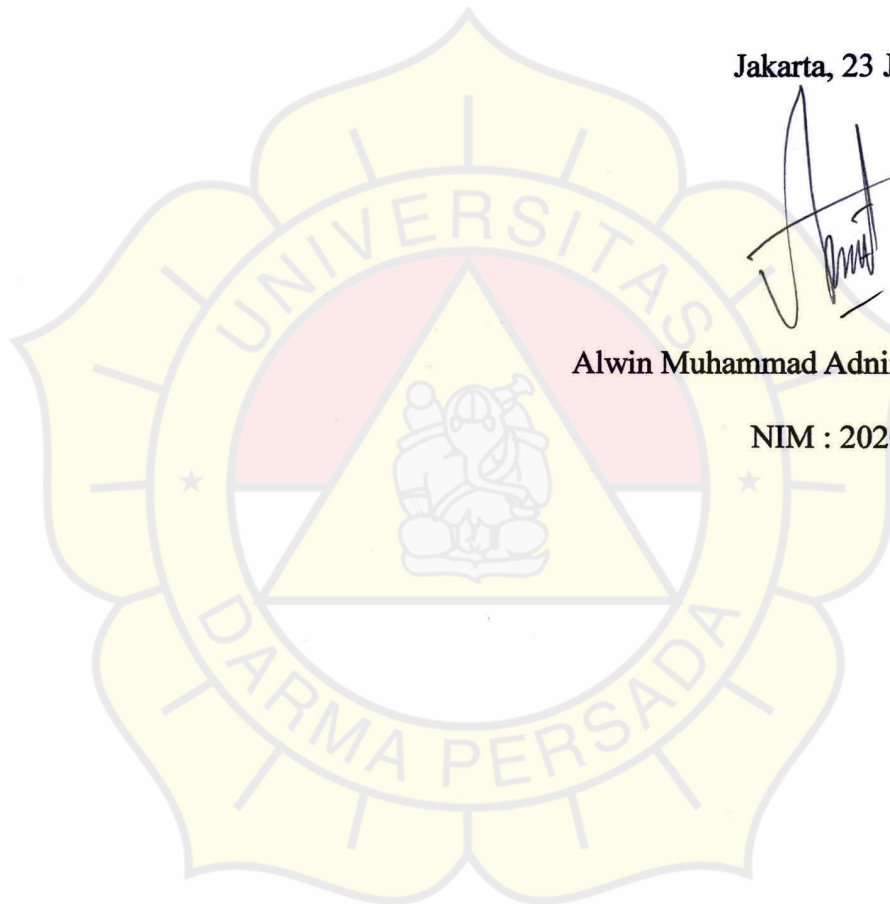 Jakarta, 23 J
Alwin Muhammad Adni
NIM : 202
UNIVERSITAS
DARMA PERSADA